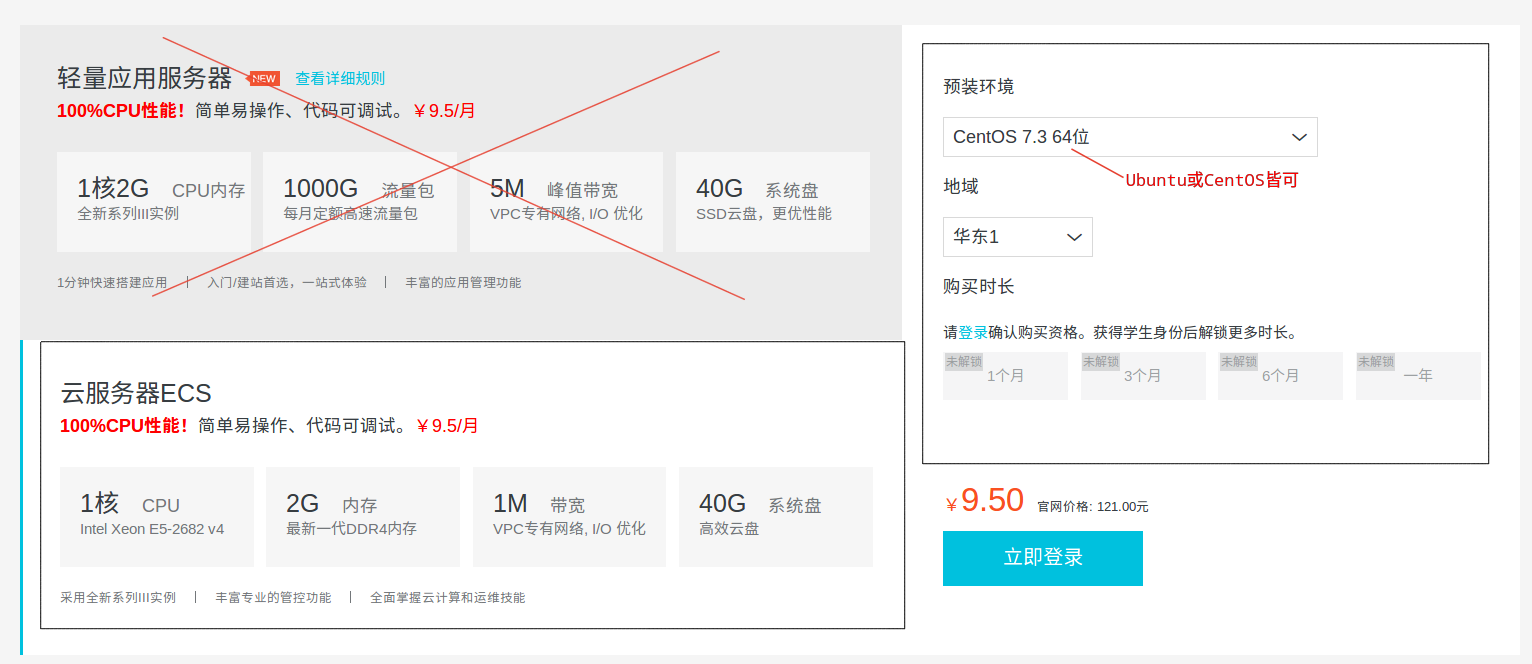 轻量应用服务器 NEW 查看详细规则
100%CPU性能！简单易操作、代码可调试。￥9.5/月
1核2G CPU内存
全新系列III实例
1000G 流量包
每月定额高速流量包
5M 峰值带宽
VPC专有网络, I/O 优化
40G 系统盘
SSD云盘，更优性能
1分钟快速搭建应用 | 入门/建站首选，一站式体验 | 丰富的应用管理功能
云服务器ECS
100%CPU性能！简单易操作、代码可调试。￥9.5/月
1核 CPU
Intel Xeon E5-2682 v4
2G 内存
最新一代DDR4内存
1M 带宽
VPC专有网络, I/O 优化
40G 系统盘
高效云盘
采用全新系列III实例 | 丰富专业的管控功能 | 全面掌握云计算和运维技能
预装环境
CentOS 7.3 64位
Ubuntu或CentOS皆可
地域
华东1
购买时长
请登录确认购买资格。获得学生身份后解锁更多时长。
未解锁 1个月
未解锁 3个月
未解锁 6个月
未解锁 一年
￥9.50 官网价格: 121.00元
立即登录